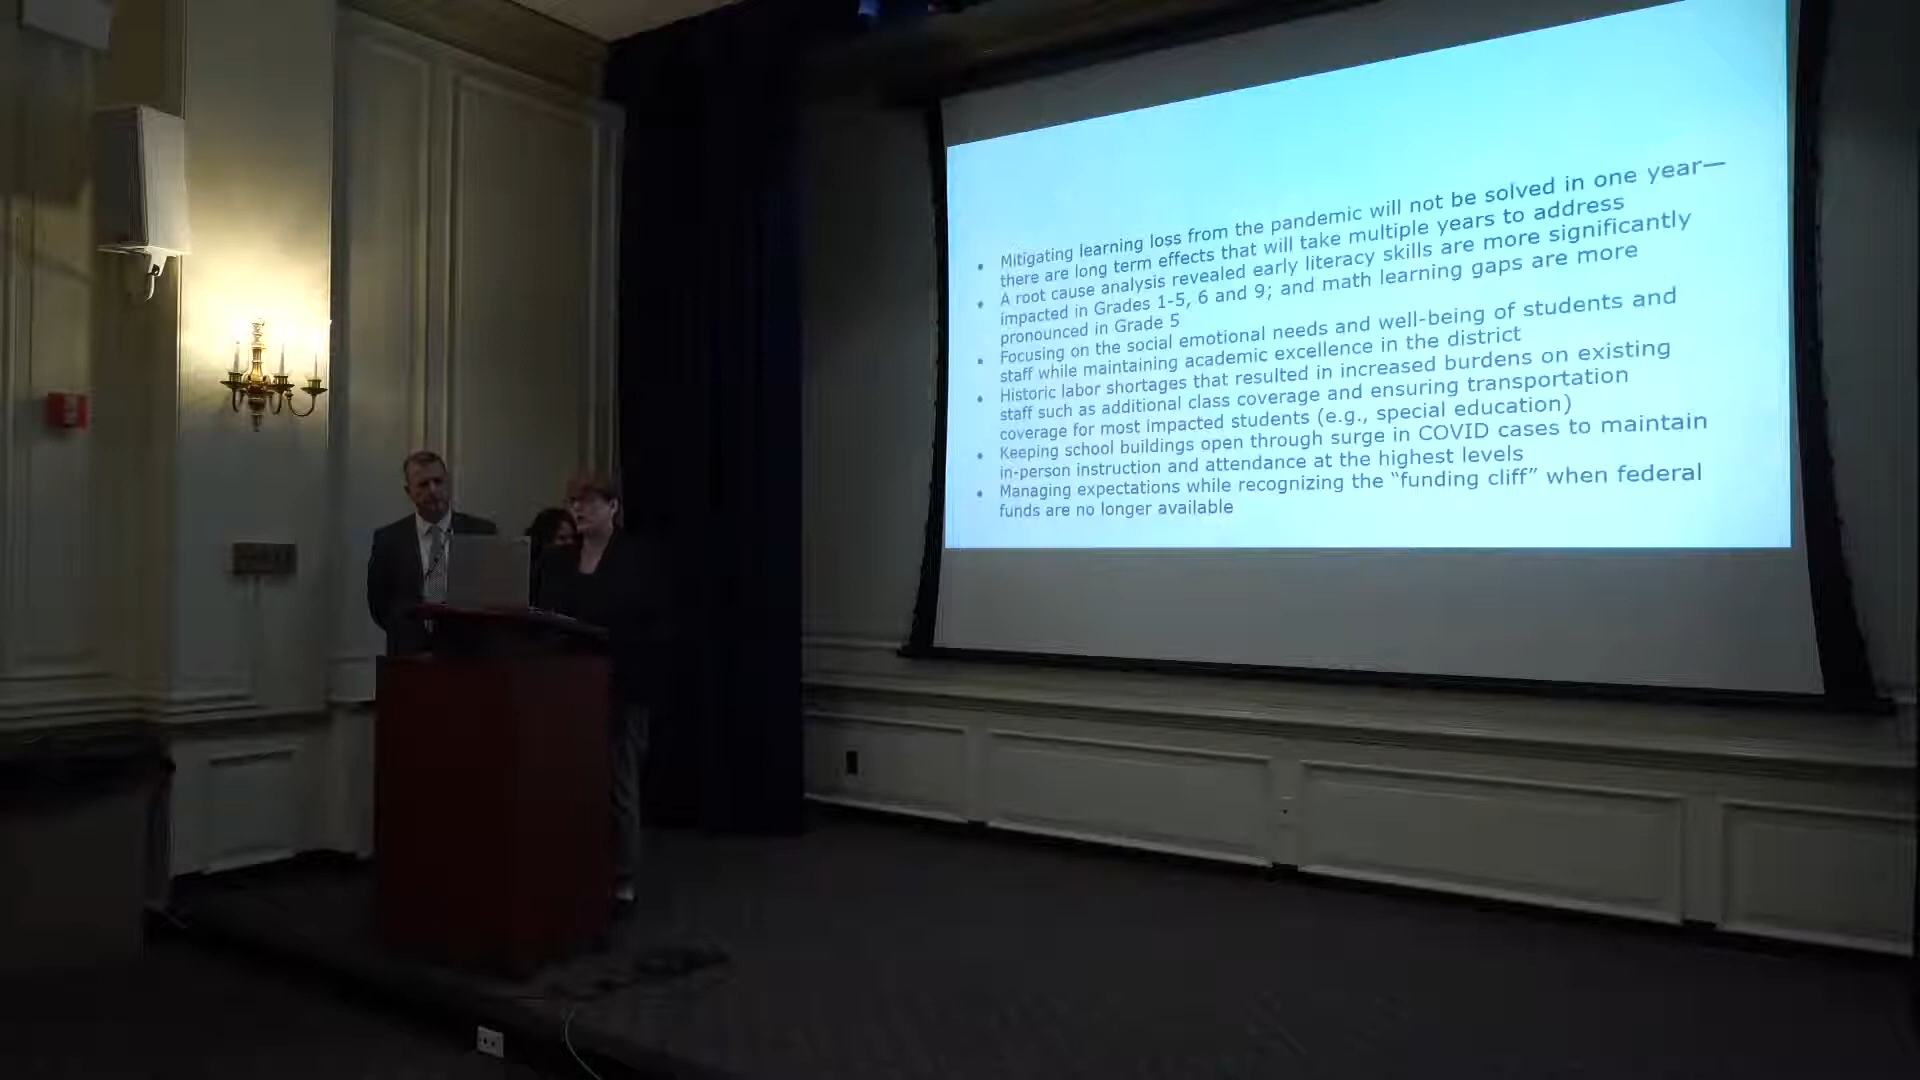 • Mitigating learning loss from the pandemic will not be solved in one year—
there are long term effects that will take multiple years to address
• A root cause analysis revealed early literacy skills are more significantly
impacted in Grades 1-5, 6 and 9; and math learning gaps are more
pronounced in Grade 5
• Focusing on the social emotional needs and well-being of students and
staff while maintaining academic excellence in the district
• Historic labor shortages that resulted in increased burdens on existing
staff such as additional class coverage and ensuring transportation
coverage for most impacted students (e.g., special education)
• Keeping school buildings open through surge in COVID cases to maintain
in-person instruction and attendance at the highest levels
• Managing expectations while recognizing the “funding cliff” when federal
funds are no longer available